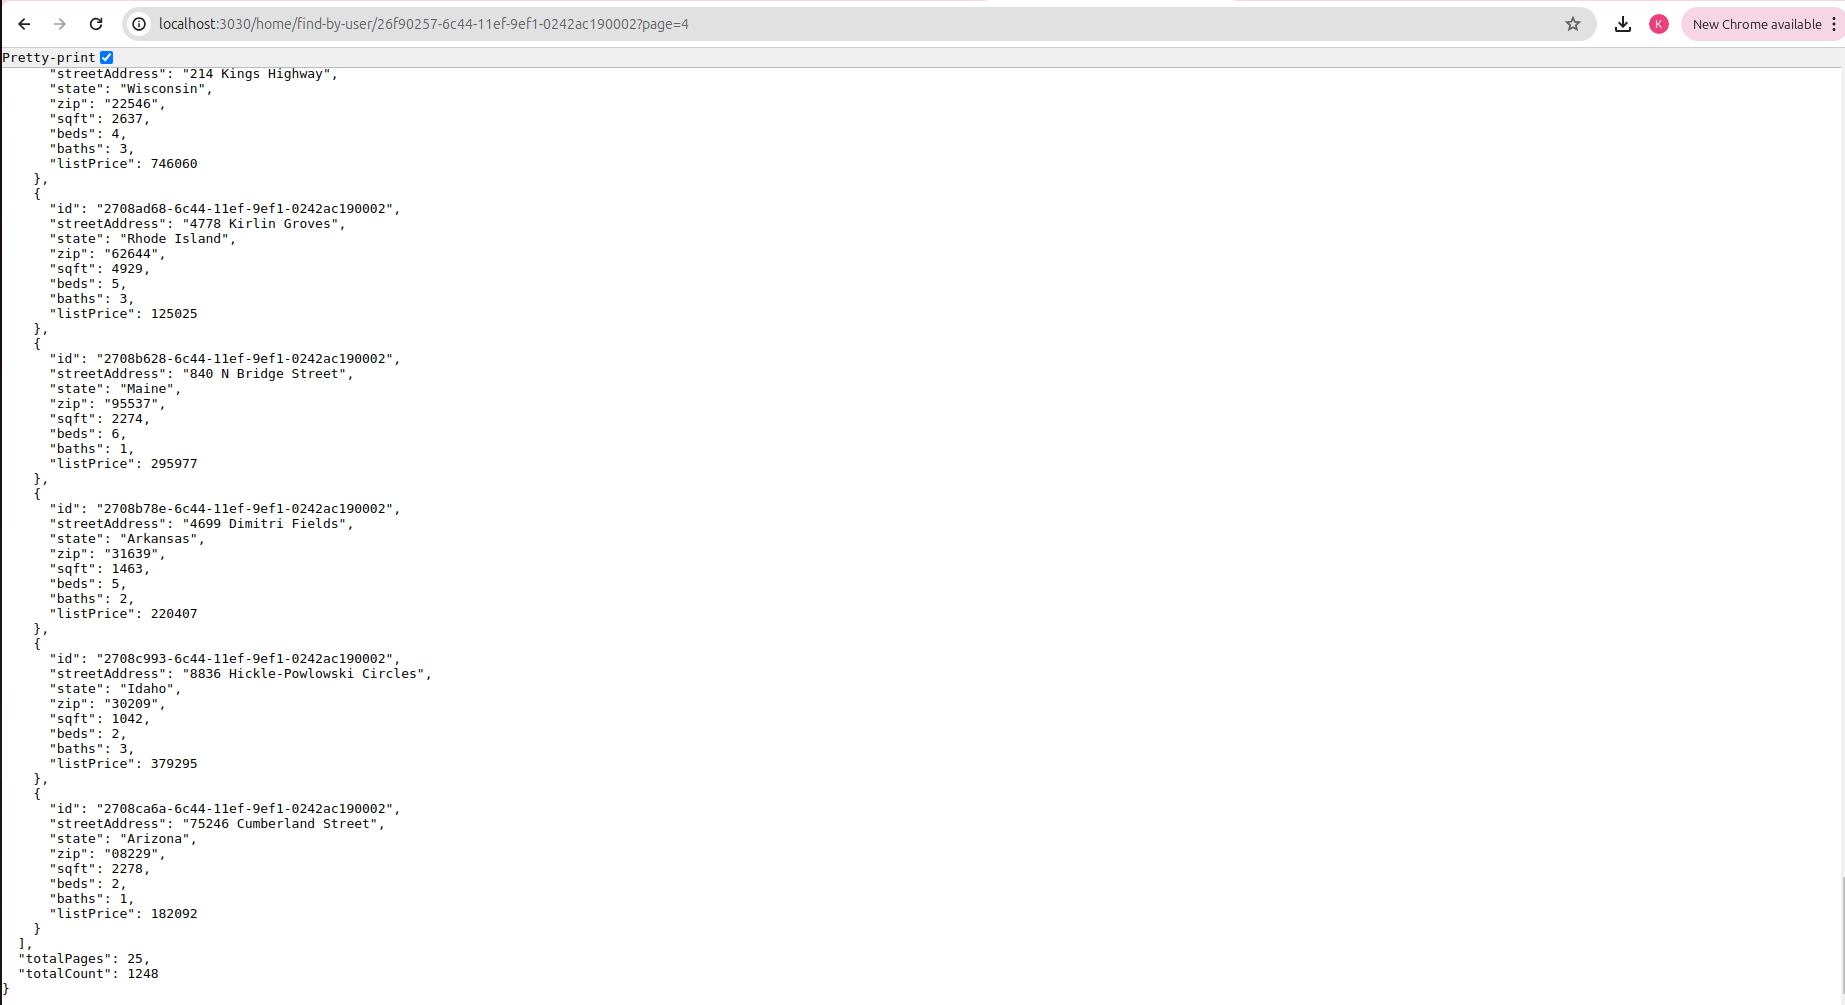 localhost:3030/home/find-by-user/26f90257-6c44-11ef-9ef1-0242ac190002?page=4
K
New Chrome available
Pretty-print
      "streetAddress": "214 Kings Highway",
      "state": "Wisconsin",
      "zip": "22546",
      "sqft": 2637,
      "beds": 4,
      "baths": 3,
      "listPrice": 746060
    },
    {
      "id": "2708ad68-6c44-11ef-9ef1-0242ac190002",
      "streetAddress": "4778 Kirlin Groves",
      "state": "Rhode Island",
      "zip": "62644",
      "sqft": 4929,
      "beds": 5,
      "baths": 3,
      "listPrice": 125025
    },
    {
      "id": "2708b628-6c44-11ef-9ef1-0242ac190002",
      "streetAddress": "840 N Bridge Street",
      "state": "Maine",
      "zip": "95537",
      "sqft": 2274,
      "beds": 6,
      "baths": 1,
      "listPrice": 295977
    },
    {
      "id": "2708b78e-6c44-11ef-9ef1-0242ac190002",
      "streetAddress": "4699 Dimitri Fields",
      "state": "Arkansas",
      "zip": "31639",
      "sqft": 1463,
      "beds": 5,
      "baths": 2,
      "listPrice": 220407
    },
    {
      "id": "2708c993-6c44-11ef-9ef1-0242ac190002",
      "streetAddress": "8836 Hickle-Powlowski Circles",
      "state": "Idaho",
      "zip": "30209",
      "sqft": 1042,
      "beds": 2,
      "baths": 3,
      "listPrice": 379295
    },
    {
      "id": "2708ca6a-6c44-11ef-9ef1-0242ac190002",
      "streetAddress": "75246 Cumberland Street",
      "state": "Arizona",
      "zip": "08229",
      "sqft": 2278,
      "beds": 2,
      "baths": 1,
      "listPrice": 182092
    }
  ],
  "totalPages": 25,
  "totalCount": 1248
}